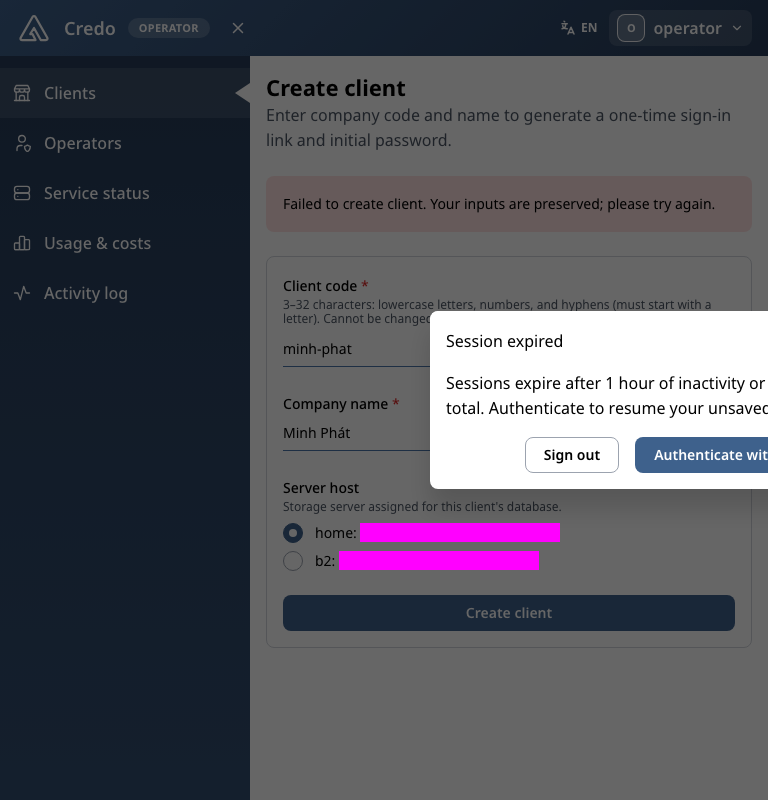 Credo
OPERATOR
EN
O
operator
Clients
Operators
Service status
Usage & costs
Activity log
Create client
Enter company code and name to generate a one-time sign-in
link and initial password.
Failed to create client. Your inputs are preserved; please try again.
Client code *
3–32 characters: lowercase letters, numbers, and hyphens (must start with a
letter). Cannot be changed
minh-phat
Company name *
Minh Phát
Session expired
Sessions expire after 1 hour of inactivity or
total. Authenticate to resume your unsaved
Sign out
Authenticate wit
Server host
Storage server assigned for this client's database.
home:
b2:
Create client